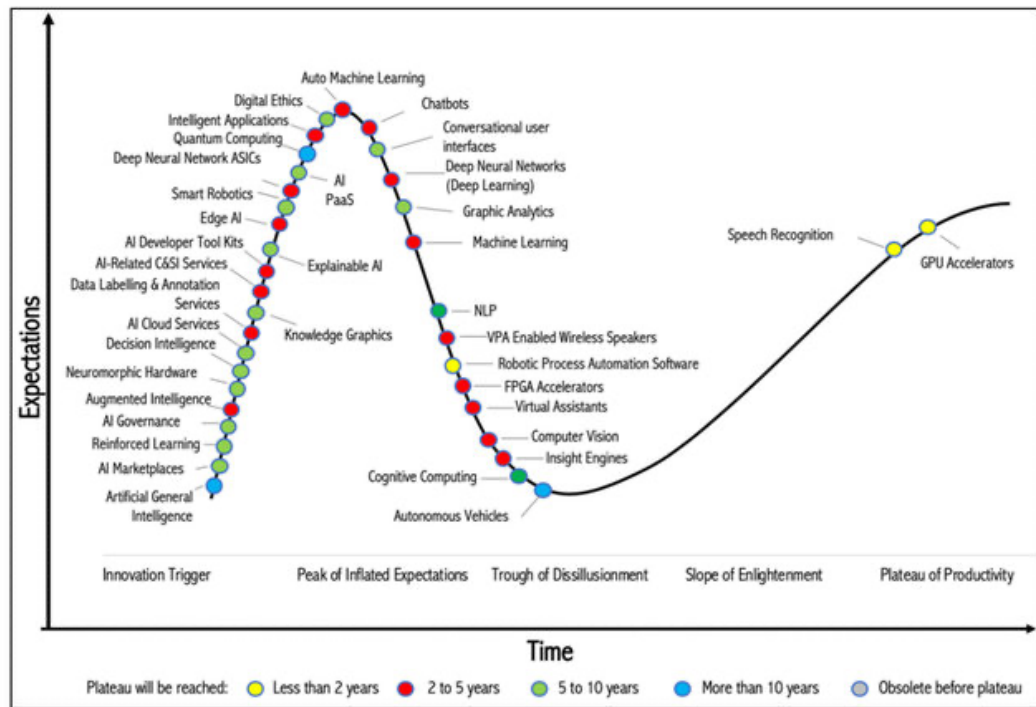 Auto Machine Learning
Digital Ethics
Chatbots
Intelligent Applications
Conversational user
interfaces
Quantum Computing
Deep Neural Network ASICs
Deep Neural Networks
(Deep Learning)
AI
PaaS
Smart Robotics
Graphic Analytics
Edge AI
Machine Learning
AI Developer Tool Kits
Explainable AI
AI-Related C&SI Services
Data Labelling & Annotation
Services
Speech Recognition
GPU Accelerators
NLP
AI Cloud Services
Knowledge Graphics
VPA Enabled Wireless Speakers
Decision Intelligence
Robotic Process Automation Software
Neuromorphic Hardware
FPGA Accelerators
Augmented Intelligence
Virtual Assistants
AI Governance
Computer Vision
Reinforced Learning
Insight Engines
AI Marketplaces
Cognitive Computing
Artificial General
Intelligence
Autonomous Vehicles
Expectations
Innovation Trigger
Peak of Inflated Expectations
Trough of Dissillusionment
Slope of Enlightenment
Plateau of Productivity
Time
Plateau will be reached:
Less than 2 years
2 to 5 years
5 to 10 years
More than 10 years
Obsolete before plateau